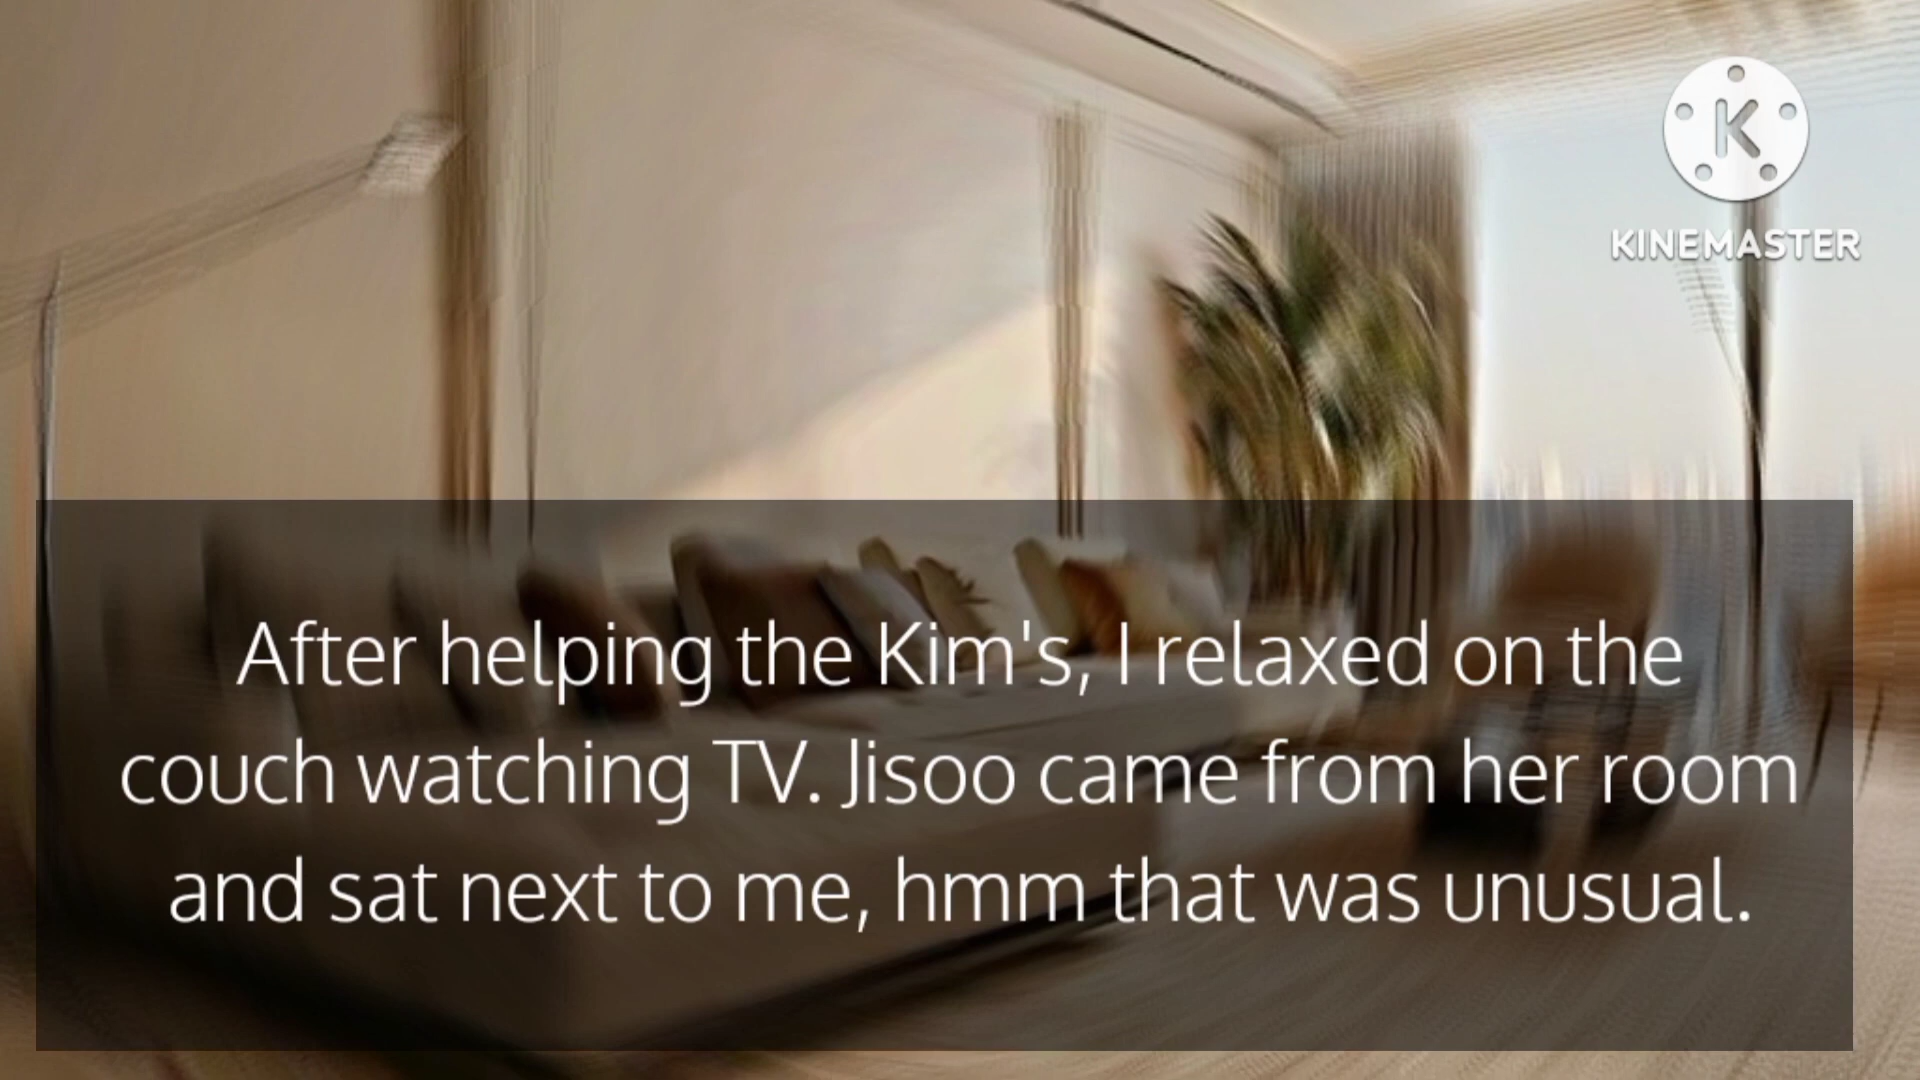 KINEMASTER
After helping the Kim's, I relaxed on the
couch watching TV. Jisoo came from her room
and sat next to me, hmm that was unusual.